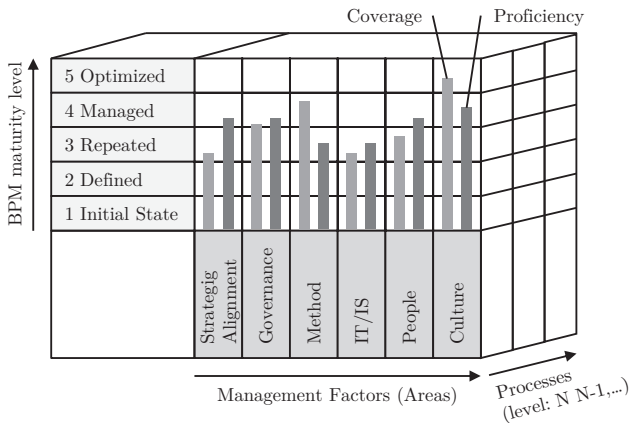 Coverage
Proficiency
BPM maturity level
5 Optimized
4 Managed
3 Repeated
2 Defined
1 Initial State
Strategig
Alignment
Governance
Method
IT/IS
People
Culture
Management Factors (Areas)
Processes
(level: N N-1,...)